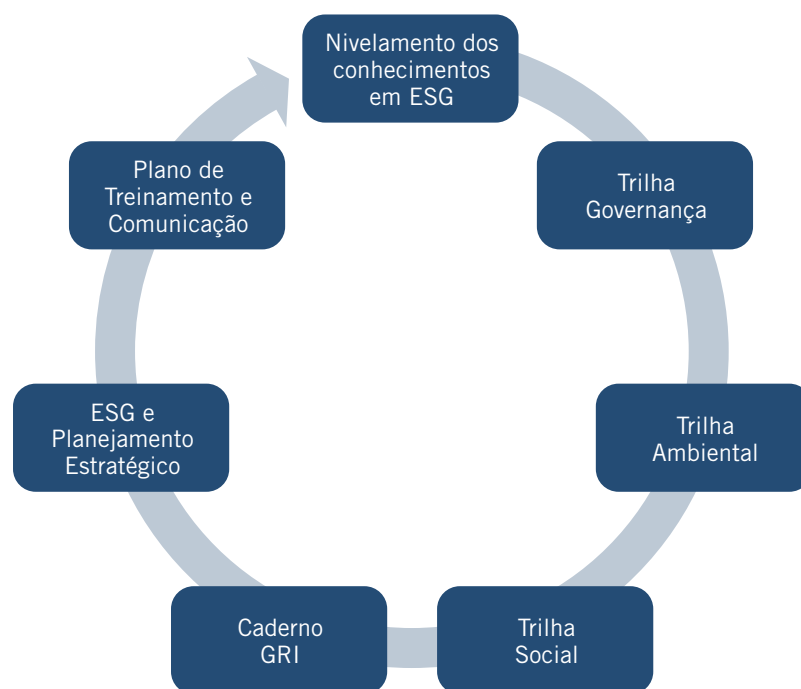 Nivelamento dos
conhecimentos
em ESG
Trilha
Governança
Trilha
Ambiental
Trilha
Social
Caderno
GRI
ESG e
Planejamento
Estratégico
Plano de
Treinamento e
Comunicação